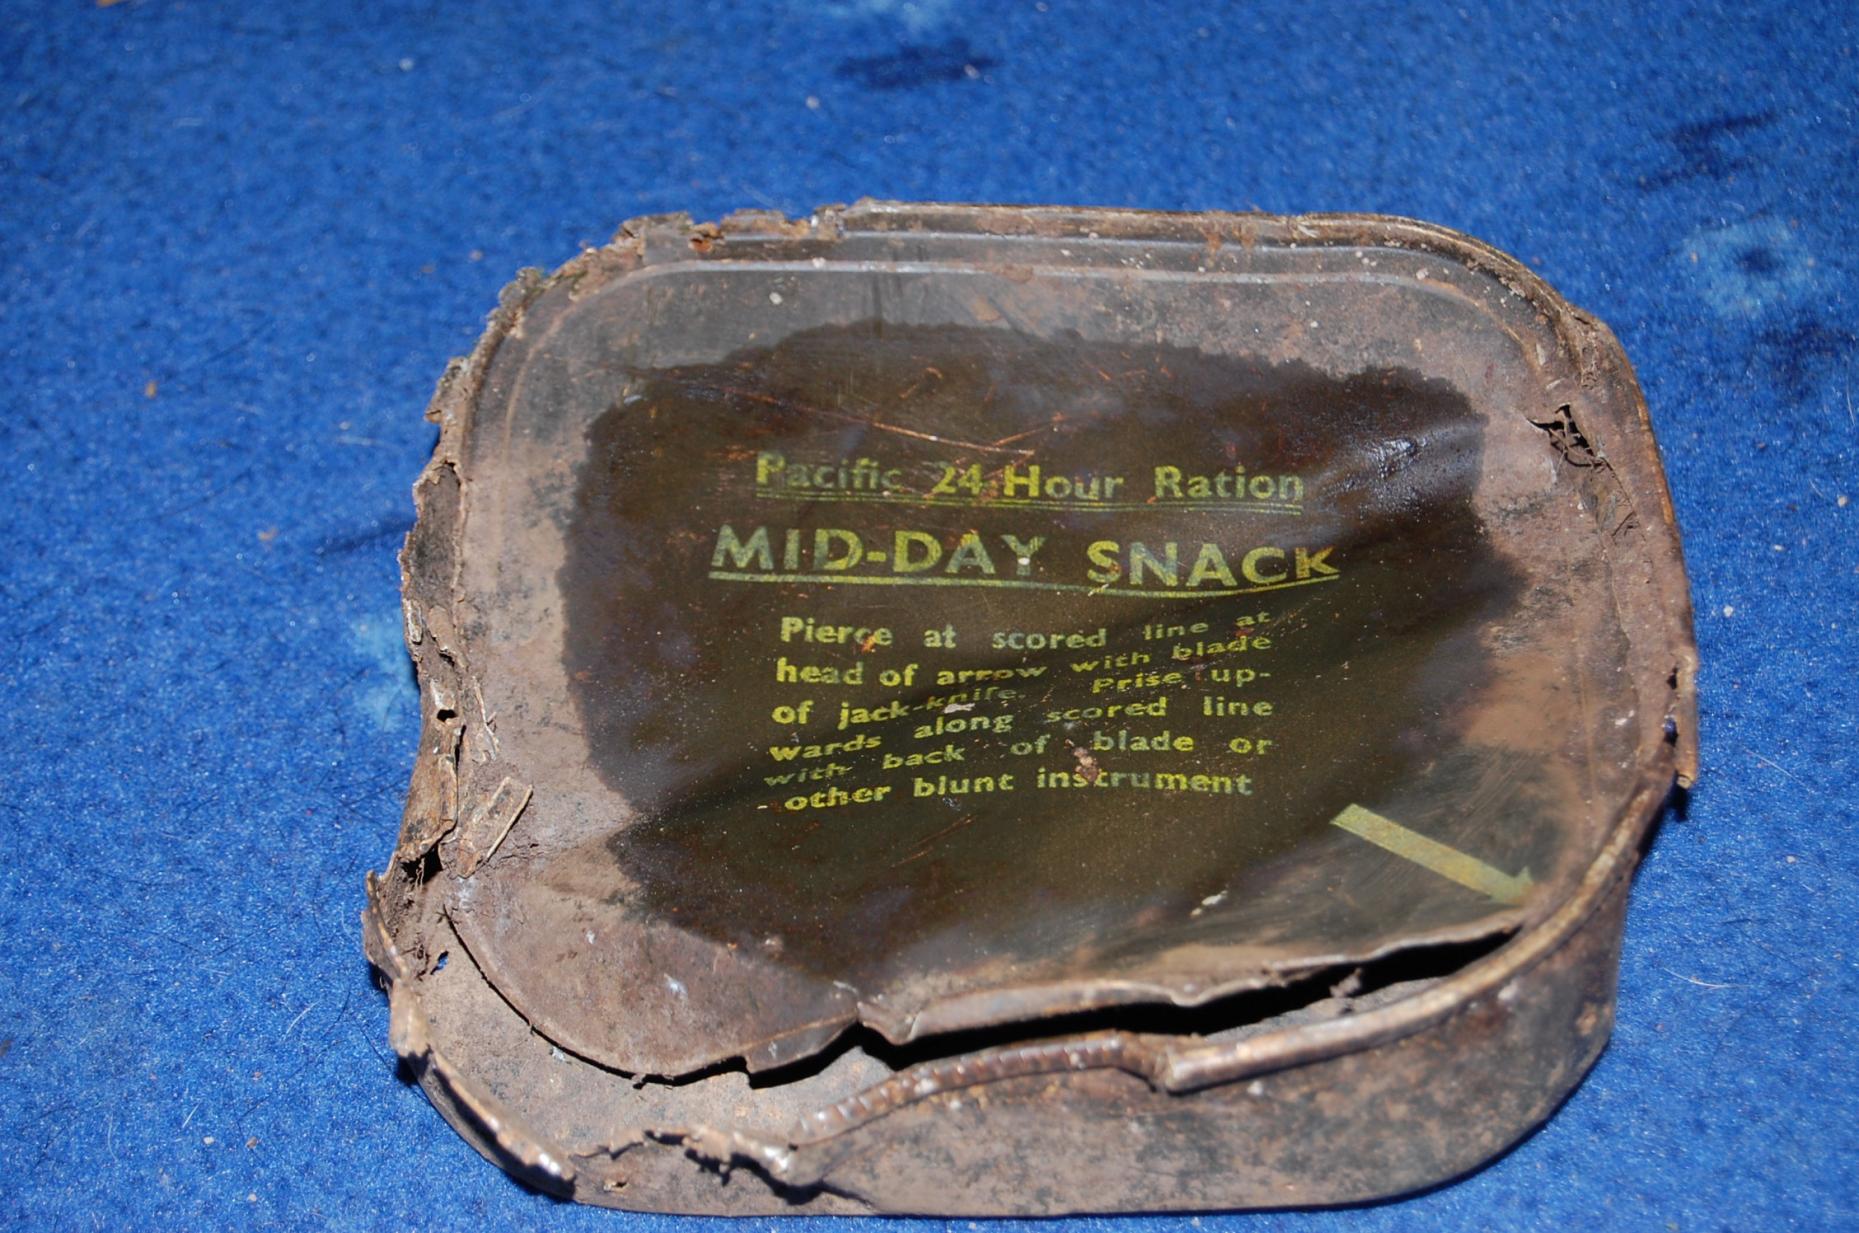 Pacific 24-Hour Ration
MID-DAY SNACK
Pierce at scored line at
head of arrow with blade
of jack-knife. Prise up-
wards along scored line
with back of blade or
other blunt instrument